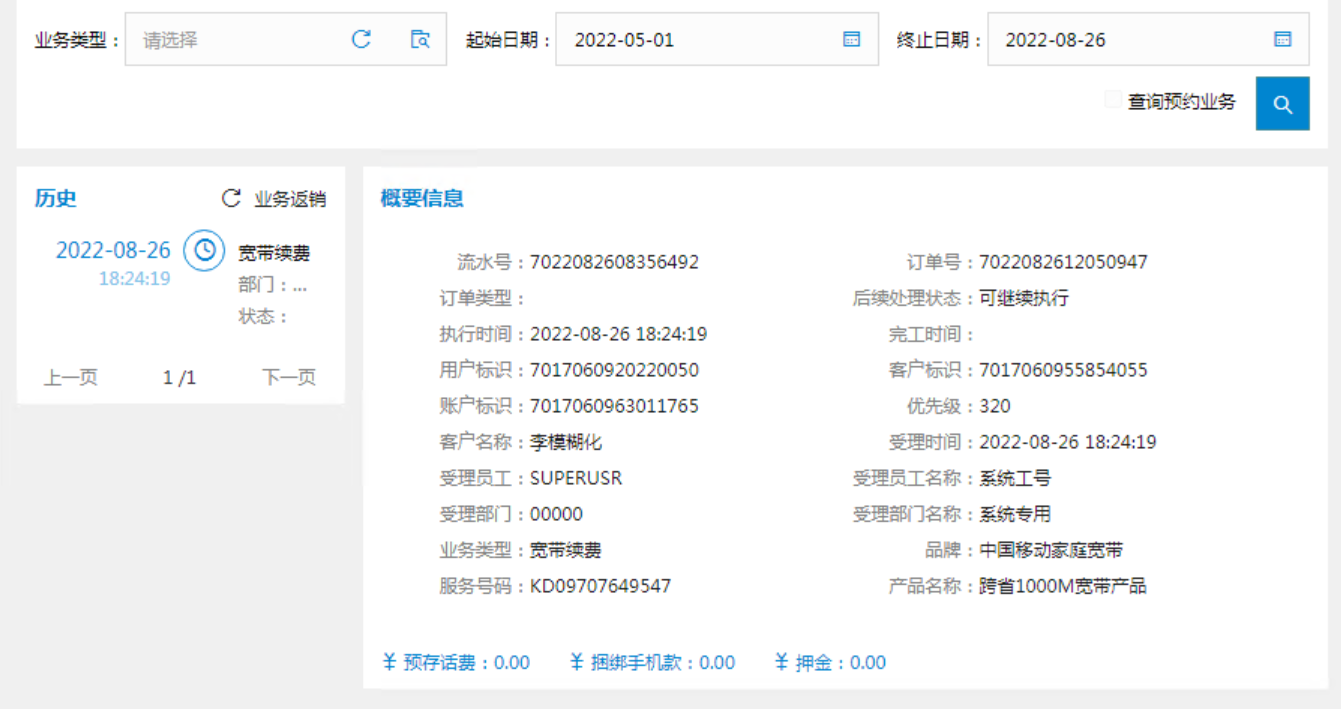 业务类型： 请选择 起始日期： 2022-05-01 终止日期： 2022-08-26
查询预约业务
历史 业务返销
2022-08-26 宽带续费
18:24:19 部门：...
状态：
上一页 1 /1 下一页
概要信息
流水号：7022082608356492 订单号：7022082612050947
订单类型： 后续处理状态：可继续执行
执行时间：2022-08-26 18:24:19 完工时间：
用户标识：7017060920220050 客户标识：7017060955854055
账户标识：7017060963011765 优先级：320
客户名称：李模糊化 受理时间：2022-08-26 18:24:19
受理员工：SUPERUSR 受理员工名称：系统工号
受理部门：00000 受理部门名称：系统专用
业务类型：宽带续费 品牌：中国移动家庭宽带
服务号码：KD09707649547 产品名称：跨省1000M宽带产品
¥ 预存话费：0.00 ¥ 捆绑手机款：0.00 ¥ 押金：0.00